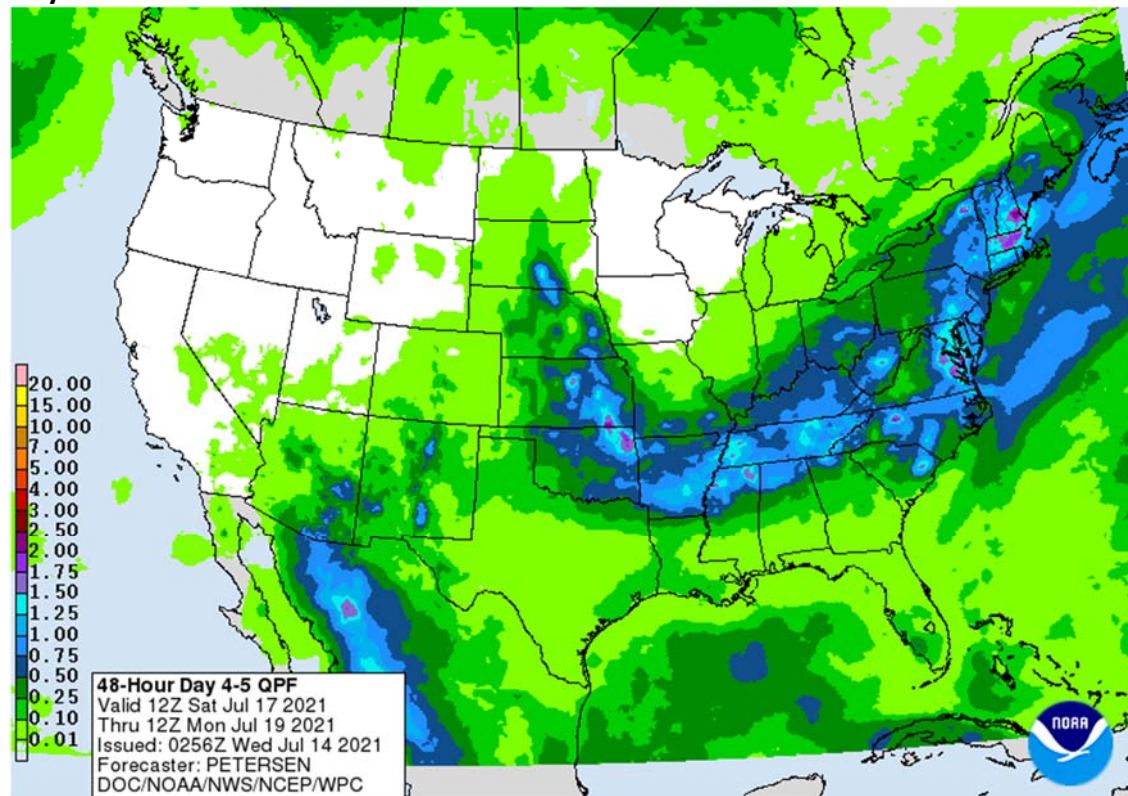 20.00
15.00
10.00
7.00
5.00
4.00
3.00
2.50
2.00
1.75
1.50
1.25
1.00
0.75
0.50
0.25
0.10
0.01
48-Hour Day 4-5 QPF
Valid 12Z Sat Jul 17 2021
Thru 12Z Mon Jul 19 2021
Issued: 0256Z Wed Jul 14 2021
Forecaster: PETERSEN
DOC/NOAA/NWS/NCEP/WPC
NOAA